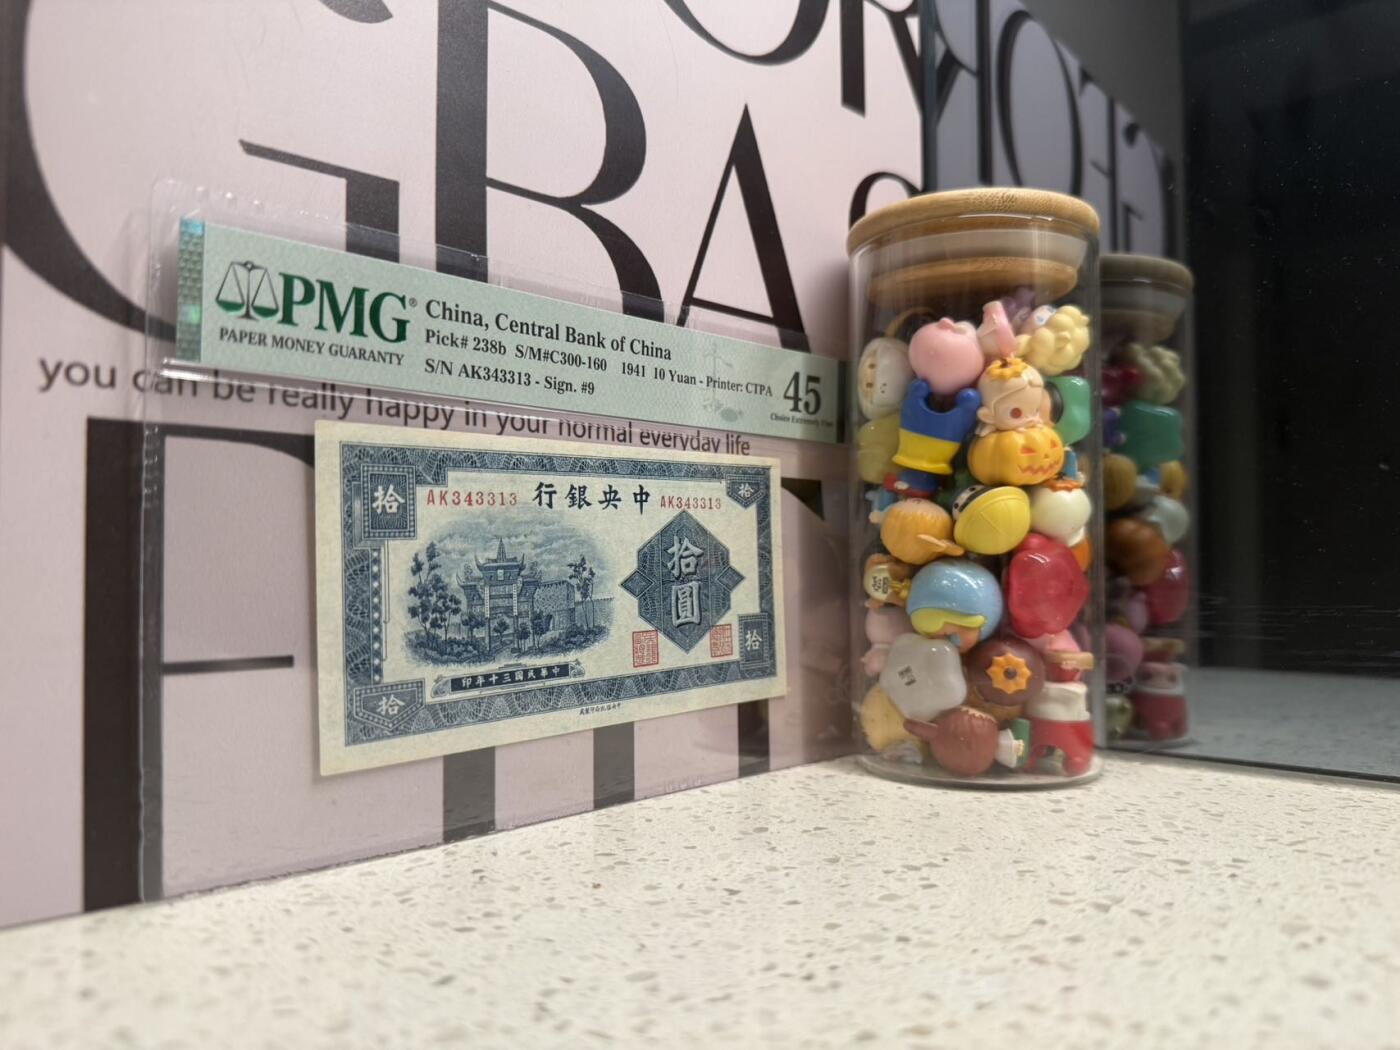 GRA
you can be really happy in your normal everyday life
PMG®
PAPER MONEY GUARANTY
China, Central Bank of China
Pick# 238b S/M#C300-160 1941 10 Yuan - Printer: CTPA
S/N AK343313 - Sign. #9
45
Choice Extremely Fine
拾
AK343313
行銀央中
AK343313
拾
拾圓
印年十三國民華中
拾
拾